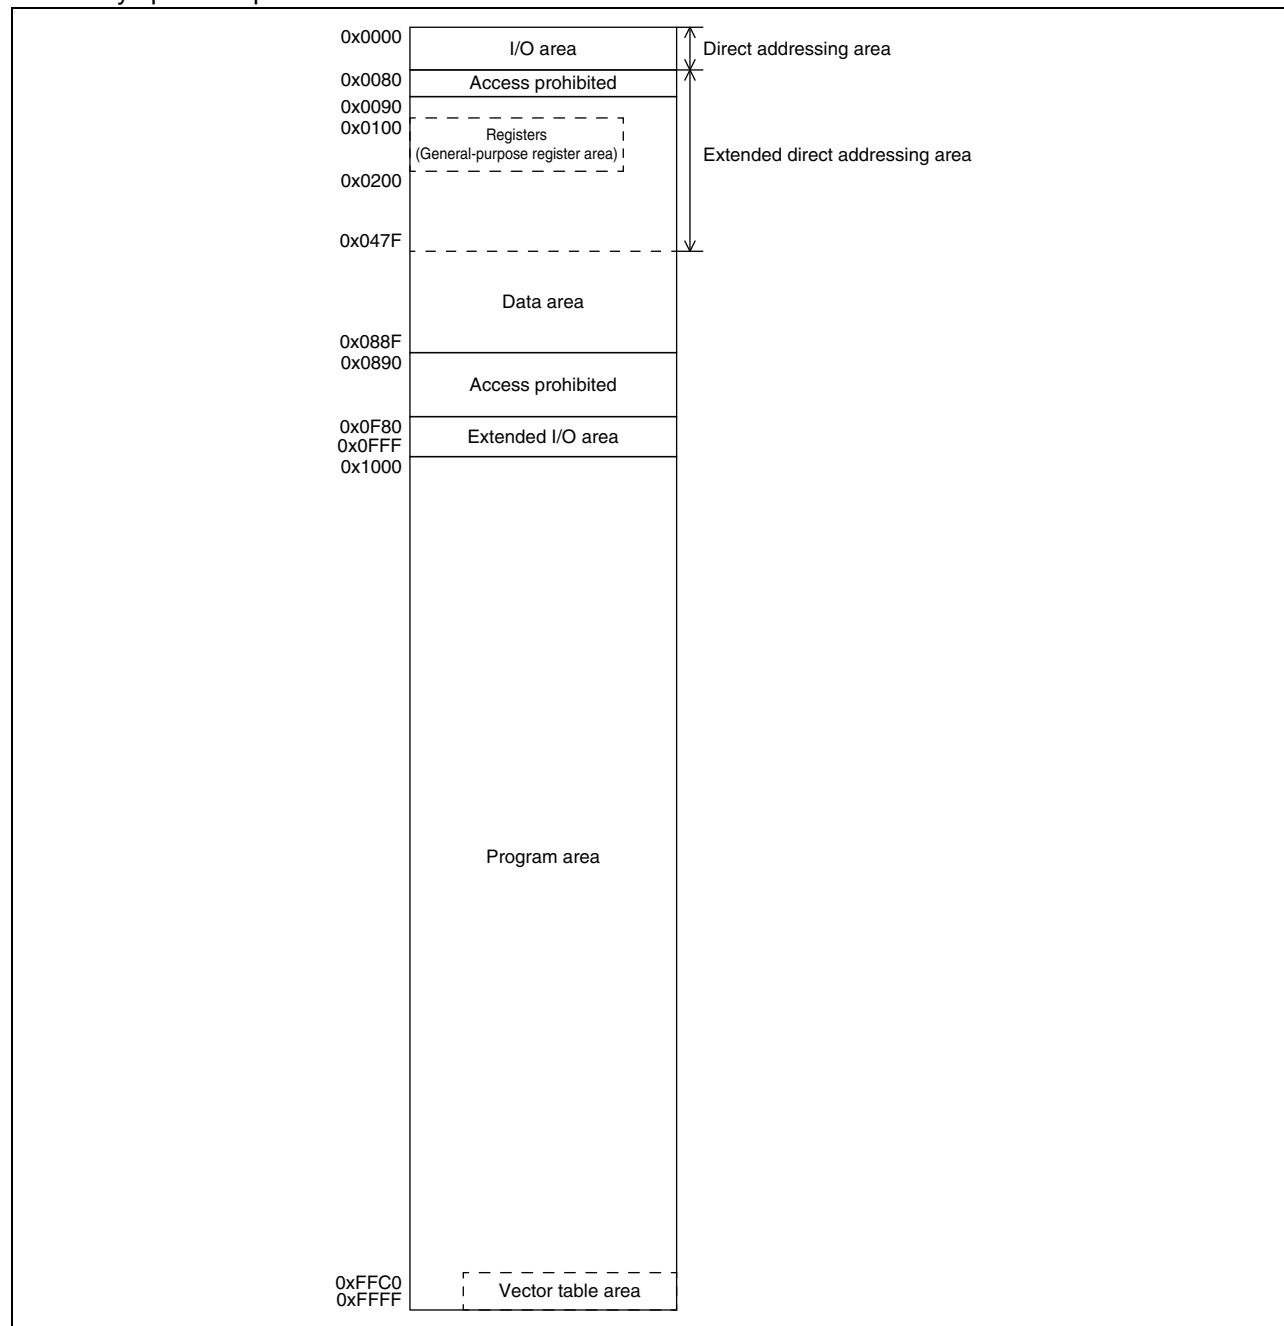 0x0000
I/O area
Direct addressing area
0x0080
Access prohibited
0x0090
0x0100
Registers
(General-purpose register area)
Extended direct addressing area
0x0200
0x047F
Data area
0x088F
0x0890
Access prohibited
0x0F80
Extended I/O area
0x0FFF
0x1000
Program area
0xFFC0
Vector table area
0xFFFF